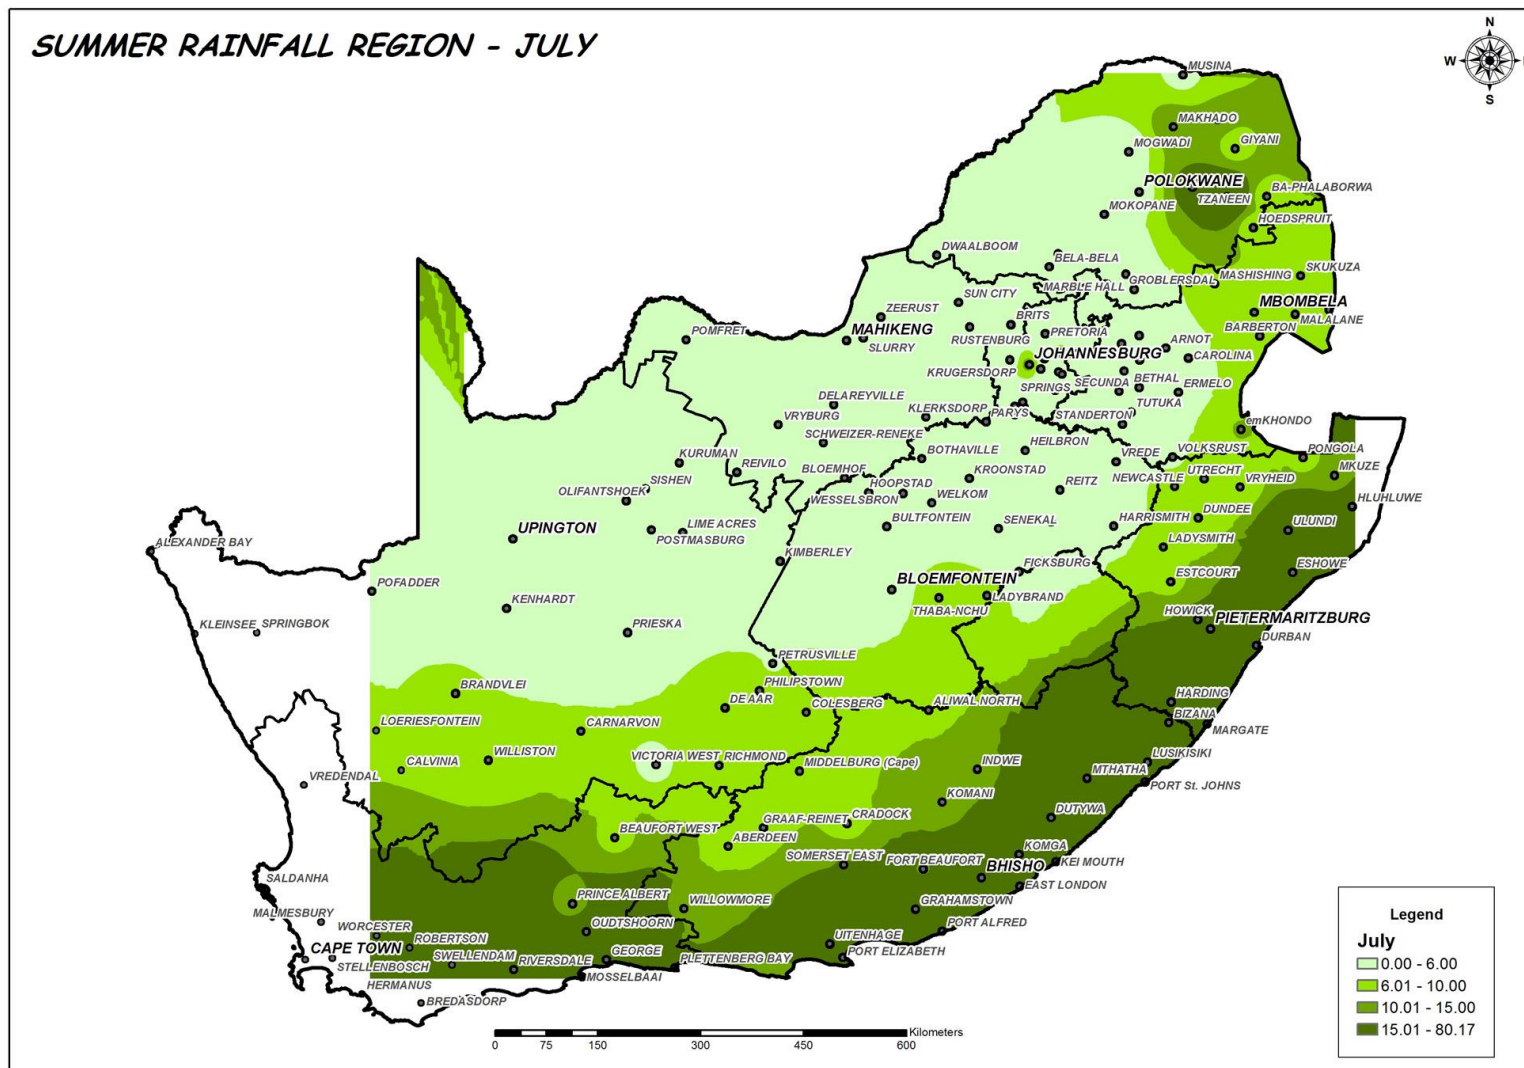 SUMMER RAINFALL REGION - JULY
N
W
E
S
MUSINA
MAKHADO
GIYANI
MOGWADI
POLOKWANE
BA-PHALABORWA
TZANEEN
MOKOPANE
HOEDSPRUIT
DWAALBOOM
BELA-BELA
SKUKUZA
MASHISHING
GROBLERSDAL
MARBLE HALL
SUN CITY
MBOMBELA
ZEERUST
BRITS
MALALANE
MAHIKENG
BARBERTON
POMFRET
RUSTENBURG
PRETORIA
ARNOT
SLURRY
JOHANNESBURG
CAROLINA
KRUGERSDORP
SPRINGS
SECUNDA
BETHAL
ERMELO
DELAREYVILLE
KLERKSDORP
PARYS
STANDERTON
TUTUKA
VRYBURG
emKHONDO
SCHWEIZER-RENEKE
BOTHAVILLE
HEILBRON
VREDE
VOLKSRUST
PONGOLA
KURUMAN
REIVILO
BLOEMHOF
KROONSTAD
MKUZE
SISHEN
HOOPSTAD
REITZ
NEWCASTLE
UTRECHT
VRYHEID
OLIFANTSHOEK
WESSELSBRON
WELKOM
HLUHLUWE
UPINGTON
LIME ACRES
POSTMASBURG
BULTFONTEIN
SENEKAL
HARRISMITH
DUNDEE
ULUNDI
ALEXANDER BAY
LADYSMITH
KIMBERLEY
FICKSBURG
ESHOWE
POFADDER
BLOEMFONTEIN
ESTCOURT
KENHARDT
THABA-NCHU
LADYBRAND
HOWICK
PIETERMARITZBURG
KLEINSEE
SPRINGBOK
PRIESKA
DURBAN
PETRUSVILLE
BRANDVLEI
PHILIPSTOWN
HARDING
DE AAR
COLESBERG
ALIWAL NORTH
LOERIESFONTEIN
CARNARVON
BIZANA
MARGATE
CALVINIA
WILLISTON
VICTORIA WEST
RICHMOND
MIDDELBURG (Cape)
INDWE
LUSIKISIKI
VREDENDAL
MTHATHA
PORT St. JOHNS
KOMANI
BEAUFORT WEST
GRAAF-REINET
CRADOCK
DUTYWA
ABERDEEN
SOMERSET EAST
FORT BEAUFORT
KOMGA
BHISHO
KEI MOUTH
SALDANHA
EAST LONDON
PRINCE ALBERT
WILLOWMORE
GRAHAMSTOWN
MALMESBURY
WORCESTER
OUDTSHOORN
PORT ALFRED
CAPE TOWN
ROBERTSON
UITENHAGE
STELLENBOSCH
SWELLENDAM
RIVERSDALE
GEORGE
PLETTENBERG BAY
PORT ELIZABETH
MOSSELBAAI
HERMANUS
BREDASDORP
Kilometers
0 75 150 300 450 600
Legend
July
0.00 - 6.00
6.01 - 10.00
10.01 - 15.00
15.01 - 80.17